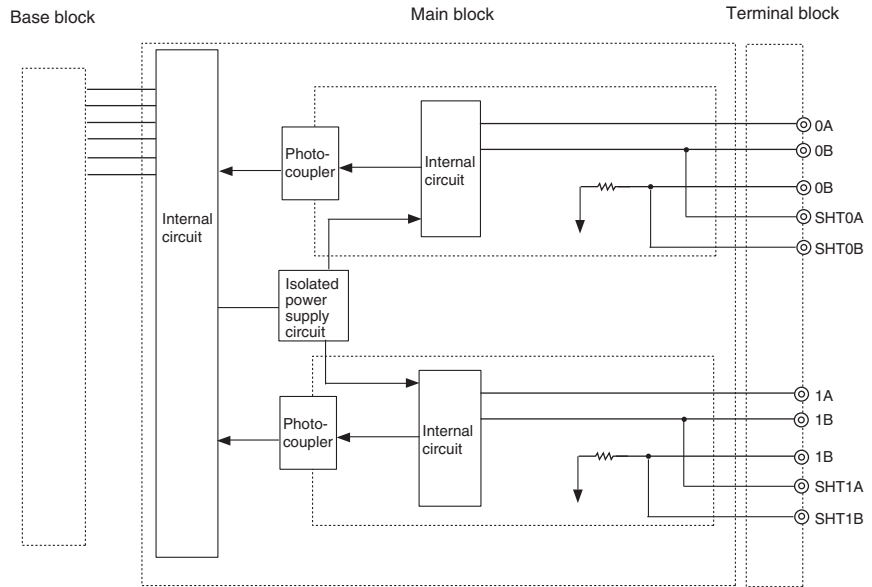 Base block
Main block
Terminal block
Internal
circuit
Photo-
coupler
Internal
circuit
0A
0B
0B
SHT0A
SHT0B
Isolated
power
supply
circuit
Photo-
coupler
Internal
circuit
1A
1B
1B
SHT1A
SHT1B